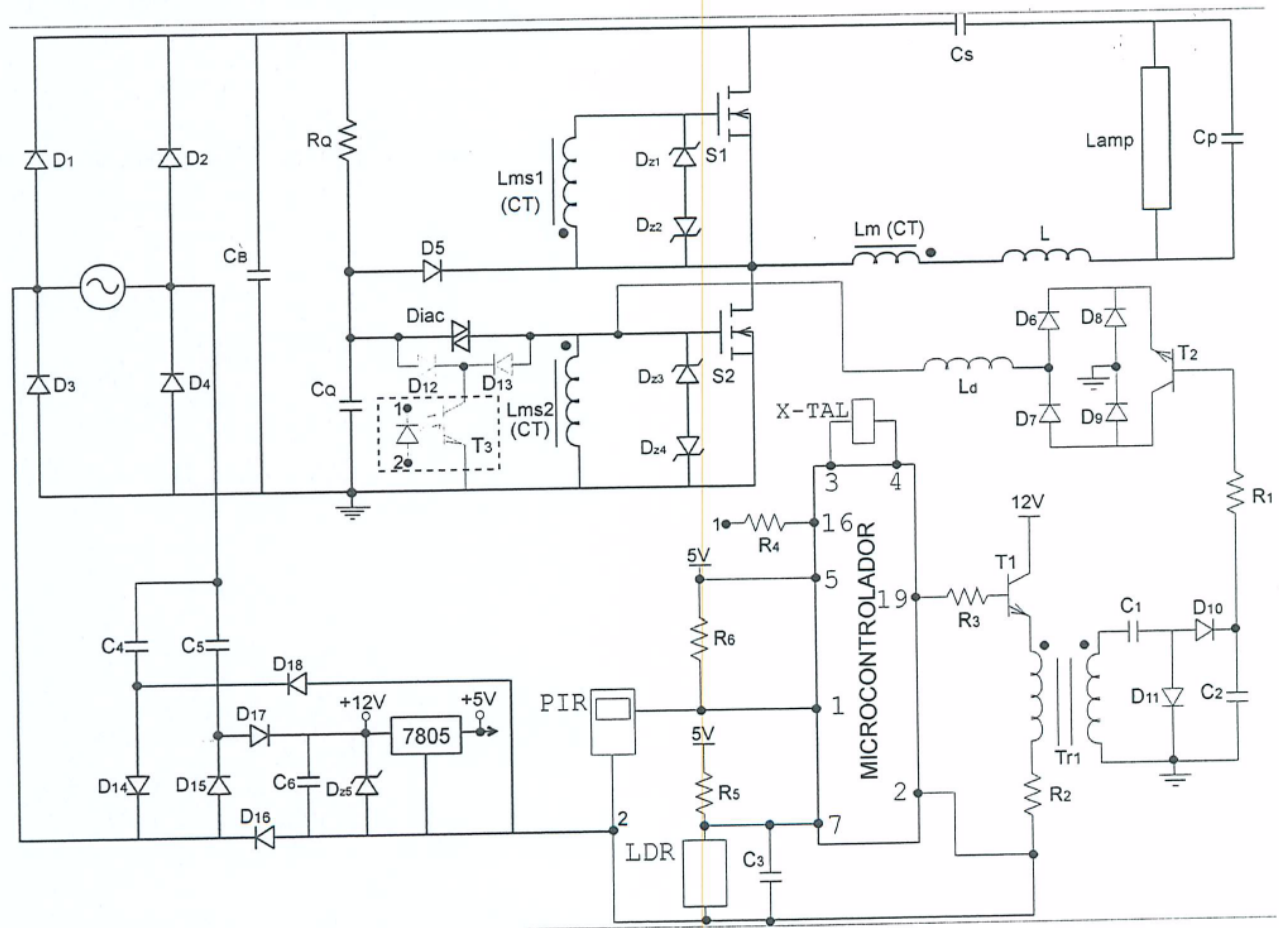 Cs
D1
D2
RQ
Lamp
Cp
Dz1
S1
Lms1
(CT)
Dz2
Lm (CT)
L
D5
CB
Diac
D6
D8
T2
D3
D4
D12
D13
Dz3
S2
Ld
CQ
1
Lms2
(CT)
X-TAL
D7
D9
T3
2
Dz4
3
4
R1
12V
1
R4
16
5V
5
T1
MICROCONTROLADOR
19
R3
C1
D10
R6
C4
C5
D18
PIR
1
D11
C2
D17
+12V
+5V
7805
5V
Tr1
D14
D15
C6
Dz5
R5
2
R2
D16
2
7
LDR
C3